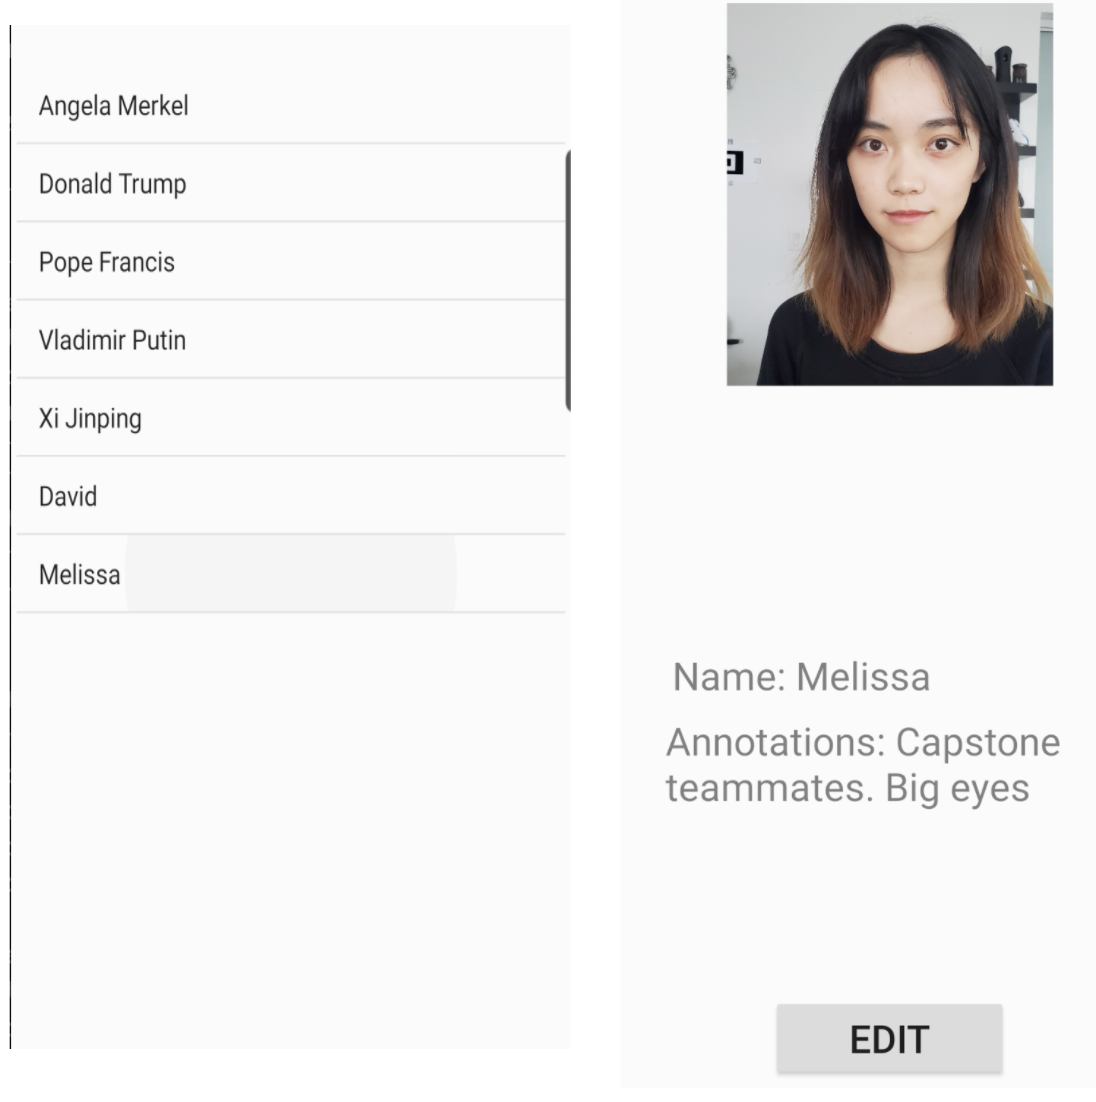 Angela Merkel
Donald Trump
Pope Francis
Vladimir Putin
Xi Jinping
David
Melissa
Name: Melissa
Annotations: Capstone
teammates. Big eyes
EDIT